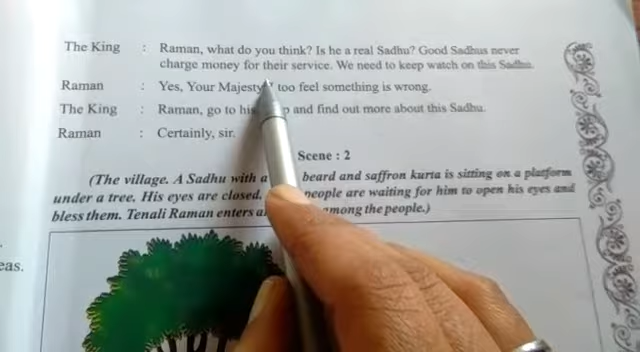 The King : Raman, what do you think? Is he a real Sadhu? Good Sadhus never
charge money for their service. We need to keep watch on this Sadhu.
Raman : Yes, Your Majesty too feel something is wrong.
The King : Raman, go to his and find out more about this Sadhu.
Raman : Certainly, sir.
Scene : 2
(The village. A Sadhu with a beard and saffron kurta is sitting on a platform
under a tree. His eyes are closed. people are waiting for him to open his eyes and
bless them. Tenali Raman enters among the people.)
eas.